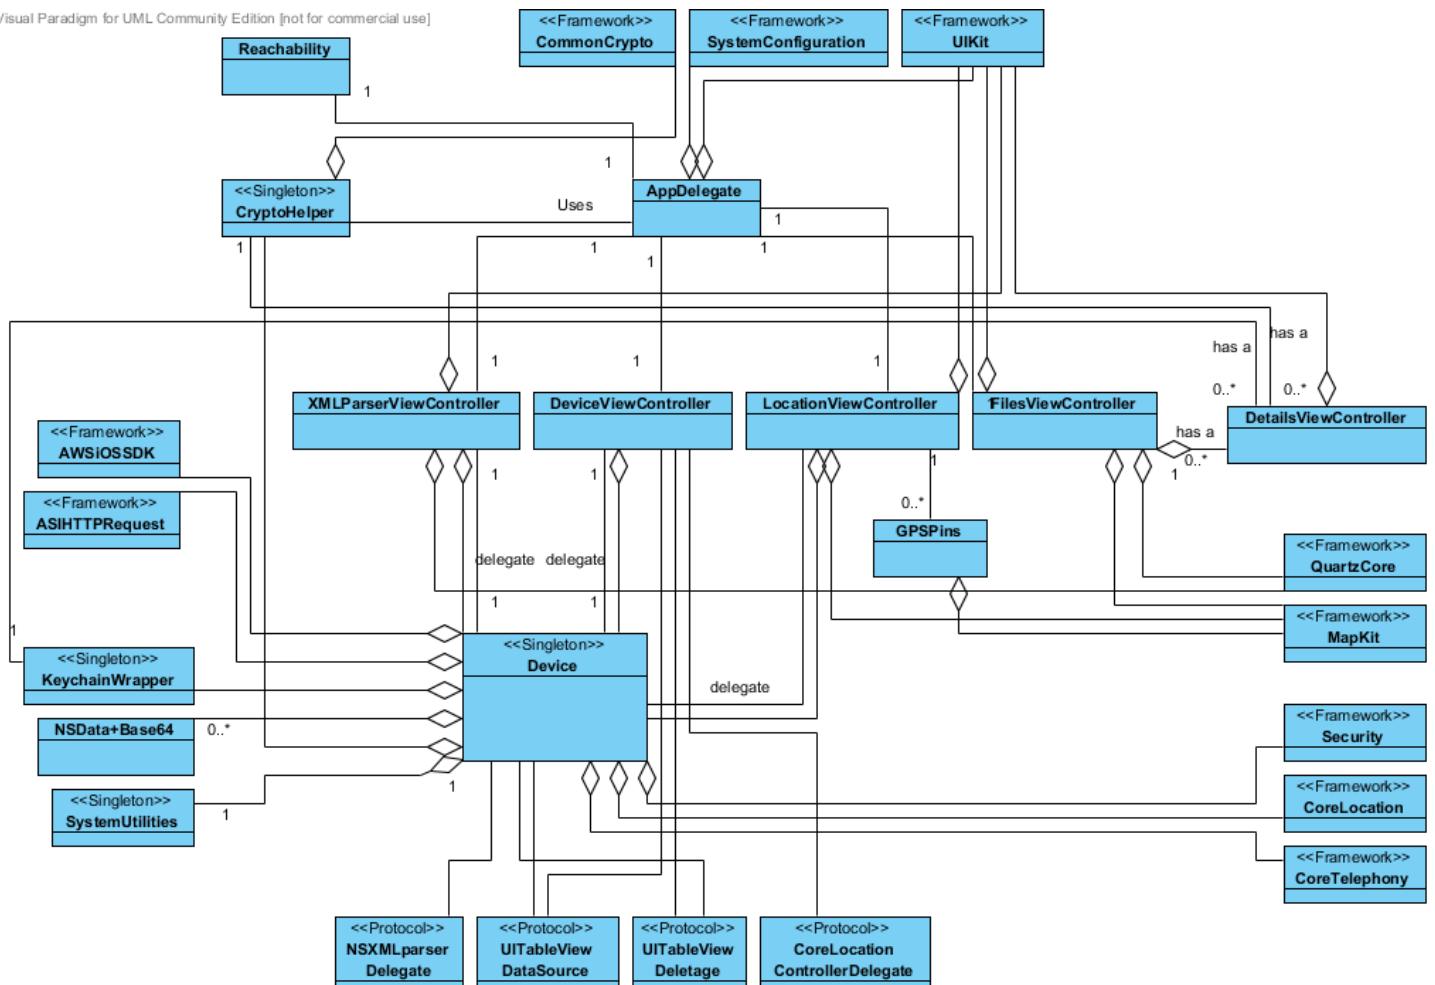 Visual Paradigm for UML Community Edition [not for commercial use]
<<Framework>>
CommonCrypto
<<Framework>>
SystemConfiguration
<<Framework>>
UIKit
Reachability
1
1
<<Singleton>>
CryptoHelper
Uses
AppDelegate
1
1
1
1
1
has a
has a
1
1
1
0..*
0..*
XMLParserViewController
DeviceViewController
LocationViewController
1
FilesViewController
DetailsViewController
<<Framework>>
AWSiOSSDK
has a
0..*
1
1
1
1
0..*
<<Framework>>
ASIHTTPRequest
GPSPins
<<Framework>>
QuartzCore
delegate
delegate
1
1
1
<<Framework>>
MapKit
<<Singleton>>
KeychainWrapper
<<Singleton>>
Device
delegate
NSData+Base64
0..*
<<Framework>>
Security
1
<<Singleton>>
SystemUtilities
1
<<Framework>>
CoreLocation
<<Framework>>
CoreTelephony
<<Protocol>>
NSXMLparser
Delegate
<<Protocol>>
UITableView
DataSource
<<Protocol>>
UITableView
Deletage
<<Protocol>>
CoreLocation
ControllerDelegate